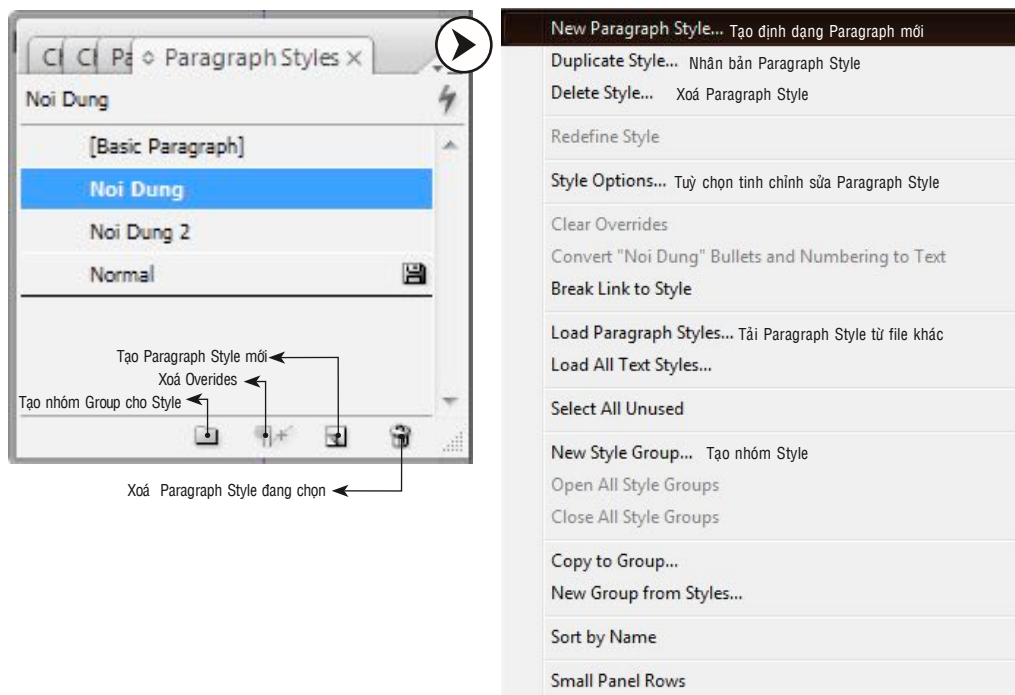 Cl Cl Pa Paragraph Styles ×
Noi Dung
[Basic Paragraph]
Noi Dung
Noi Dung 2
Normal
Tạo Paragraph Style mới
Xoá Overides
Tạo nhóm Group cho Style
Xoá Paragraph Style đang chọn
New Paragraph Style... Tạo định dạng Paragraph mới
Duplicate Style... Nhân bản Paragraph Style
Delete Style... Xoá Paragraph Style
Redefine Style
Style Options... Tuỳ chọn tinh chỉnh sửa Paragraph Style
Clear Overrides
Convert "Noi Dung" Bullets and Numbering to Text
Break Link to Style
Load Paragraph Styles... Tải Paragraph Style từ file khác
Load All Text Styles...
Select All Unused
New Style Group... Tạo nhóm Style
Open All Style Groups
Close All Style Groups
Copy to Group...
New Group from Styles...
Sort by Name
Small Panel Rows